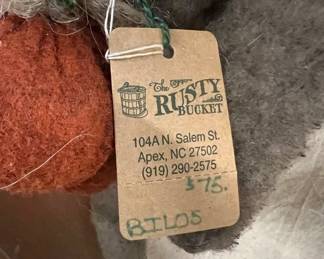 The
RUSTY
BUCKET
104A N. Salem St.
Apex, NC 27502
(919) 290-2575
$75.
BILOS